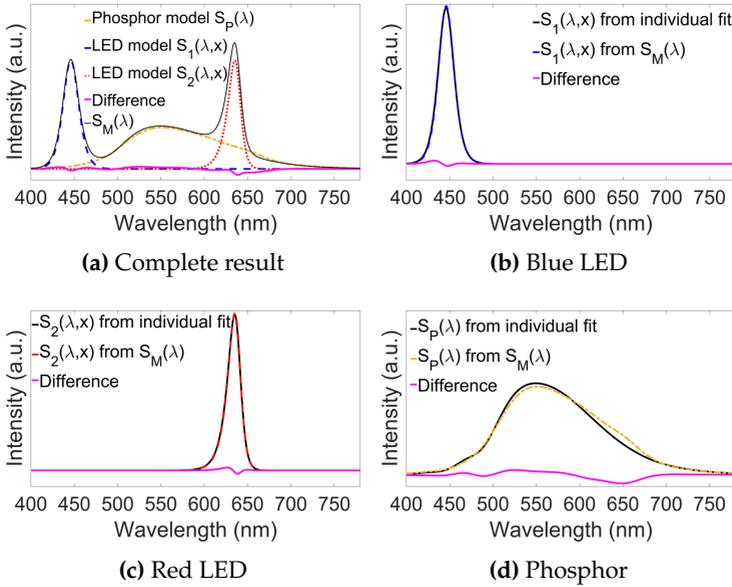 Phosphor model S_P(λ)
LED model S_1(λ,x)
LED model S_2(λ,x)
Difference
S_M(λ)
Intensity (a.u.)
400 450 500 550 600 650 700 750
Wavelength (nm)
(a) Complete result
S_1(λ,x) from individual fit
S_1(λ,x) from S_M(λ)
Difference
Intensity (a.u.)
400 450 500 550 600 650 700 750
Wavelength (nm)
(b) Blue LED
S_2(λ,x) from individual fit
S_2(λ,x) from S_M(λ)
Difference
Intensity (a.u.)
400 450 500 550 600 650 700 750
Wavelength (nm)
(c) Red LED
S_P(λ) from individual fit
S_P(λ) from S_M(λ)
Difference
Intensity (a.u.)
400 450 500 550 600 650 700 750
Wavelength (nm)
(d) Phosphor